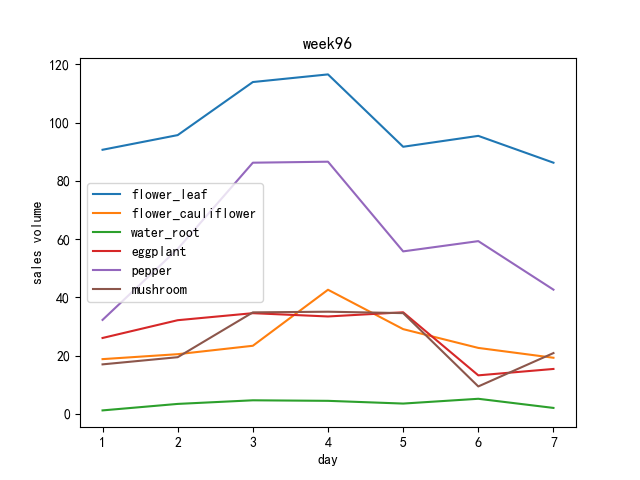 week96
120
100
80
60
40
20
0
sales volume
flower_leaf
flower_cauliflower
water_root
eggplant
pepper
mushroom
1 2 3 4 5 6 7
day